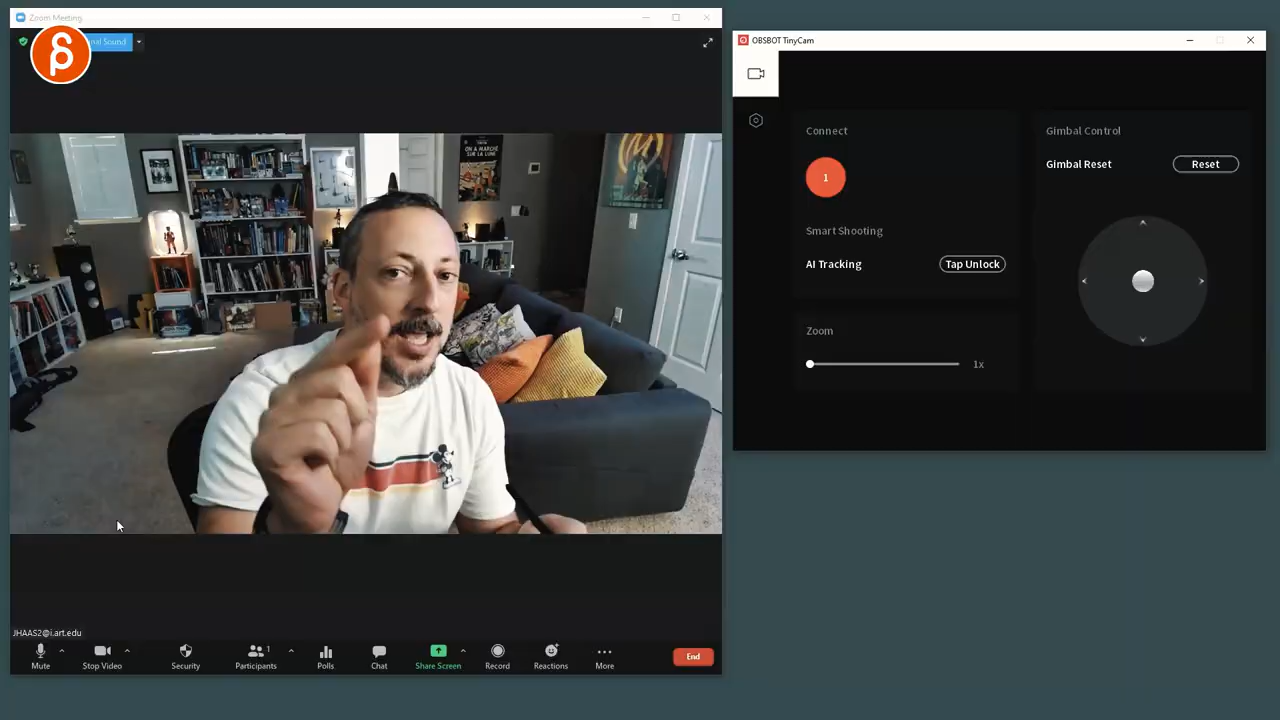 Zoom Meeting
nal Sound
ON A MARCHÉ
SUR LA LUNE
JHAAS2@i.art.edu
Mute
Stop Video
Security
Participants
1
Polls
Chat
Share Screen
Record
Reactions
More
End
OBSBOT TinyCam
Connect
1
Smart Shooting
AI Tracking
Tap Unlock
Zoom
1x
Gimbal Control
Gimbal Reset
Reset